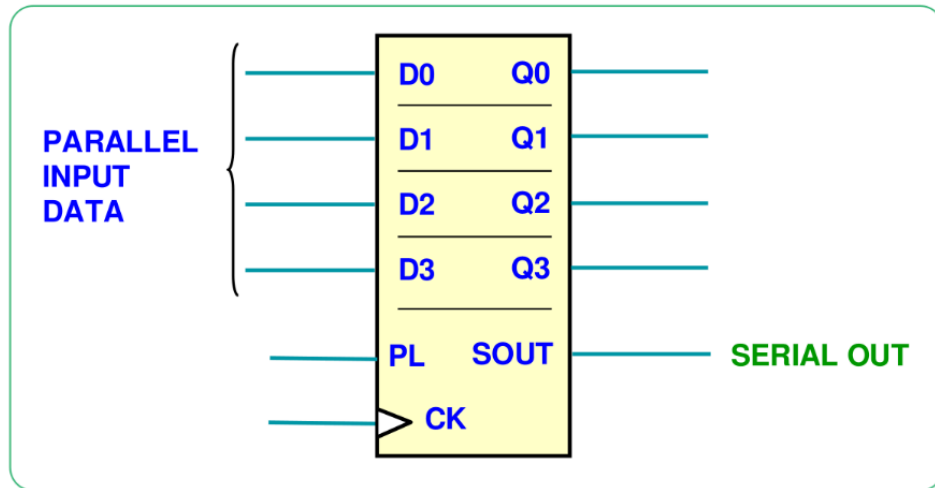 PARALLEL
INPUT
DATA
D0 Q0
D1 Q1
D2 Q2
D3 Q3
PL SOUT
SERIAL OUT
CK